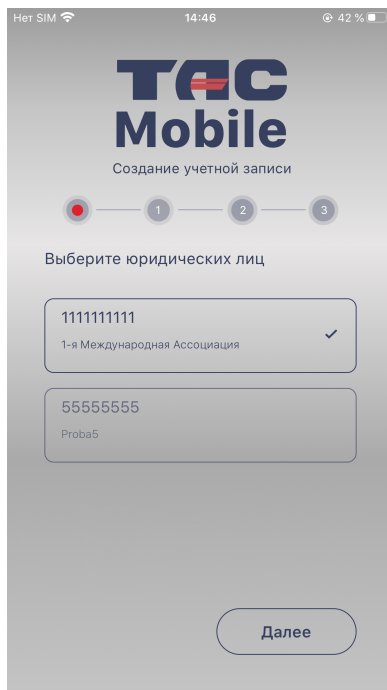 Нет SIM 14:46 42 %
TAC
Mobile
Создание учетной записи
1 2 3
Выберите юридических лиц
1111111111
1-я Международная Ассоциация
55555555
Proba5
Далее